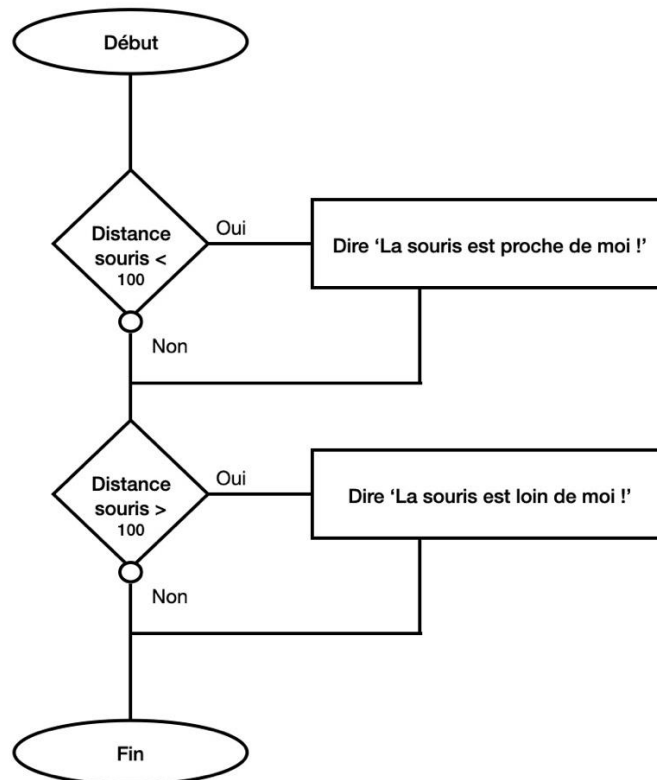 Début
Distance
souris <
100
Oui
Dire ‘La souris est proche de moi !’
Non
Distance
souris >
100
Oui
Dire ‘La souris est loin de moi !’
Non
Fin